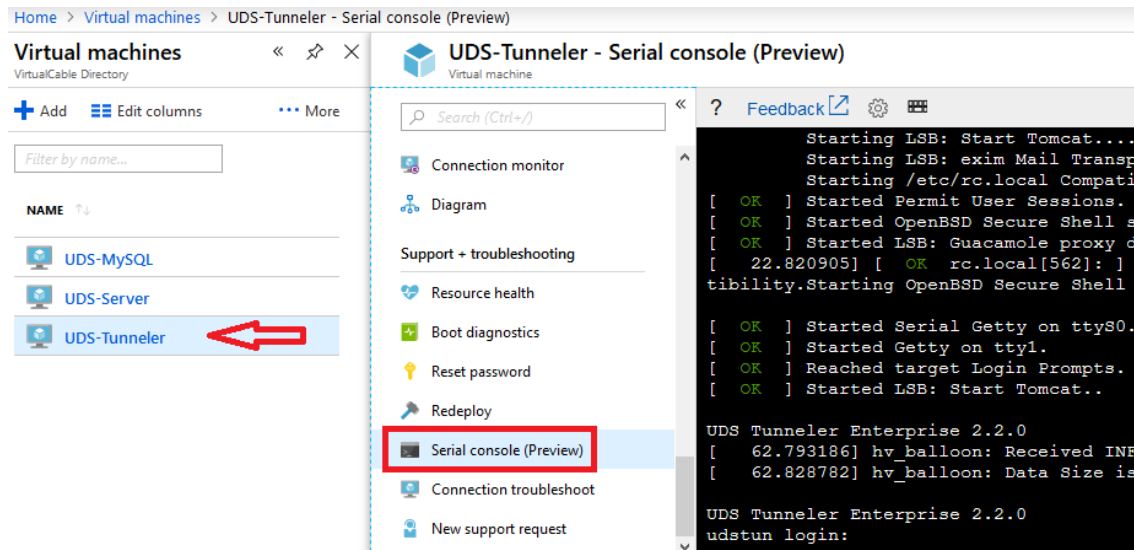 Home > Virtual machines > UDS-Tunneler - Serial console (Preview)
Virtual machines
VirtualCable Directory
Add Edit columns ... More
Filter by name...
NAME
UDS-MySQL
UDS-Server
UDS-Tunneler
UDS-Tunneler - Serial console (Preview)
Virtual machine
Search (Ctrl+/)
Connection monitor
Diagram
Support + troubleshooting
Resource health
Boot diagnostics
Reset password
Redeploy
Serial console (Preview)
Connection troubleshoot
New support request
? Feedback
Starting LSB: Start Tomcat....
Starting LSB: exim Mail Transp
Starting /etc/rc.local Compati
[ OK ] Started Permit User Sessions.
[ OK ] Started OpenBSD Secure Shell s
[ OK ] Started LSB: Guacamole proxy d
[ 22.820905] [ OK rc.local[562]: ]
tibility.Starting OpenBSD Secure Shell
[ OK ] Started Serial Getty on ttyS0.
[ OK ] Started Getty on tty1.
[ OK ] Reached target Login Prompts.
[ OK ] Started LSB: Start Tomcat..
UDS Tunneler Enterprise 2.2.0
[ 62.793186] hv_balloon: Received INF
[ 62.828782] hv_balloon: Data Size is
UDS Tunneler Enterprise 2.2.0
udstun login: